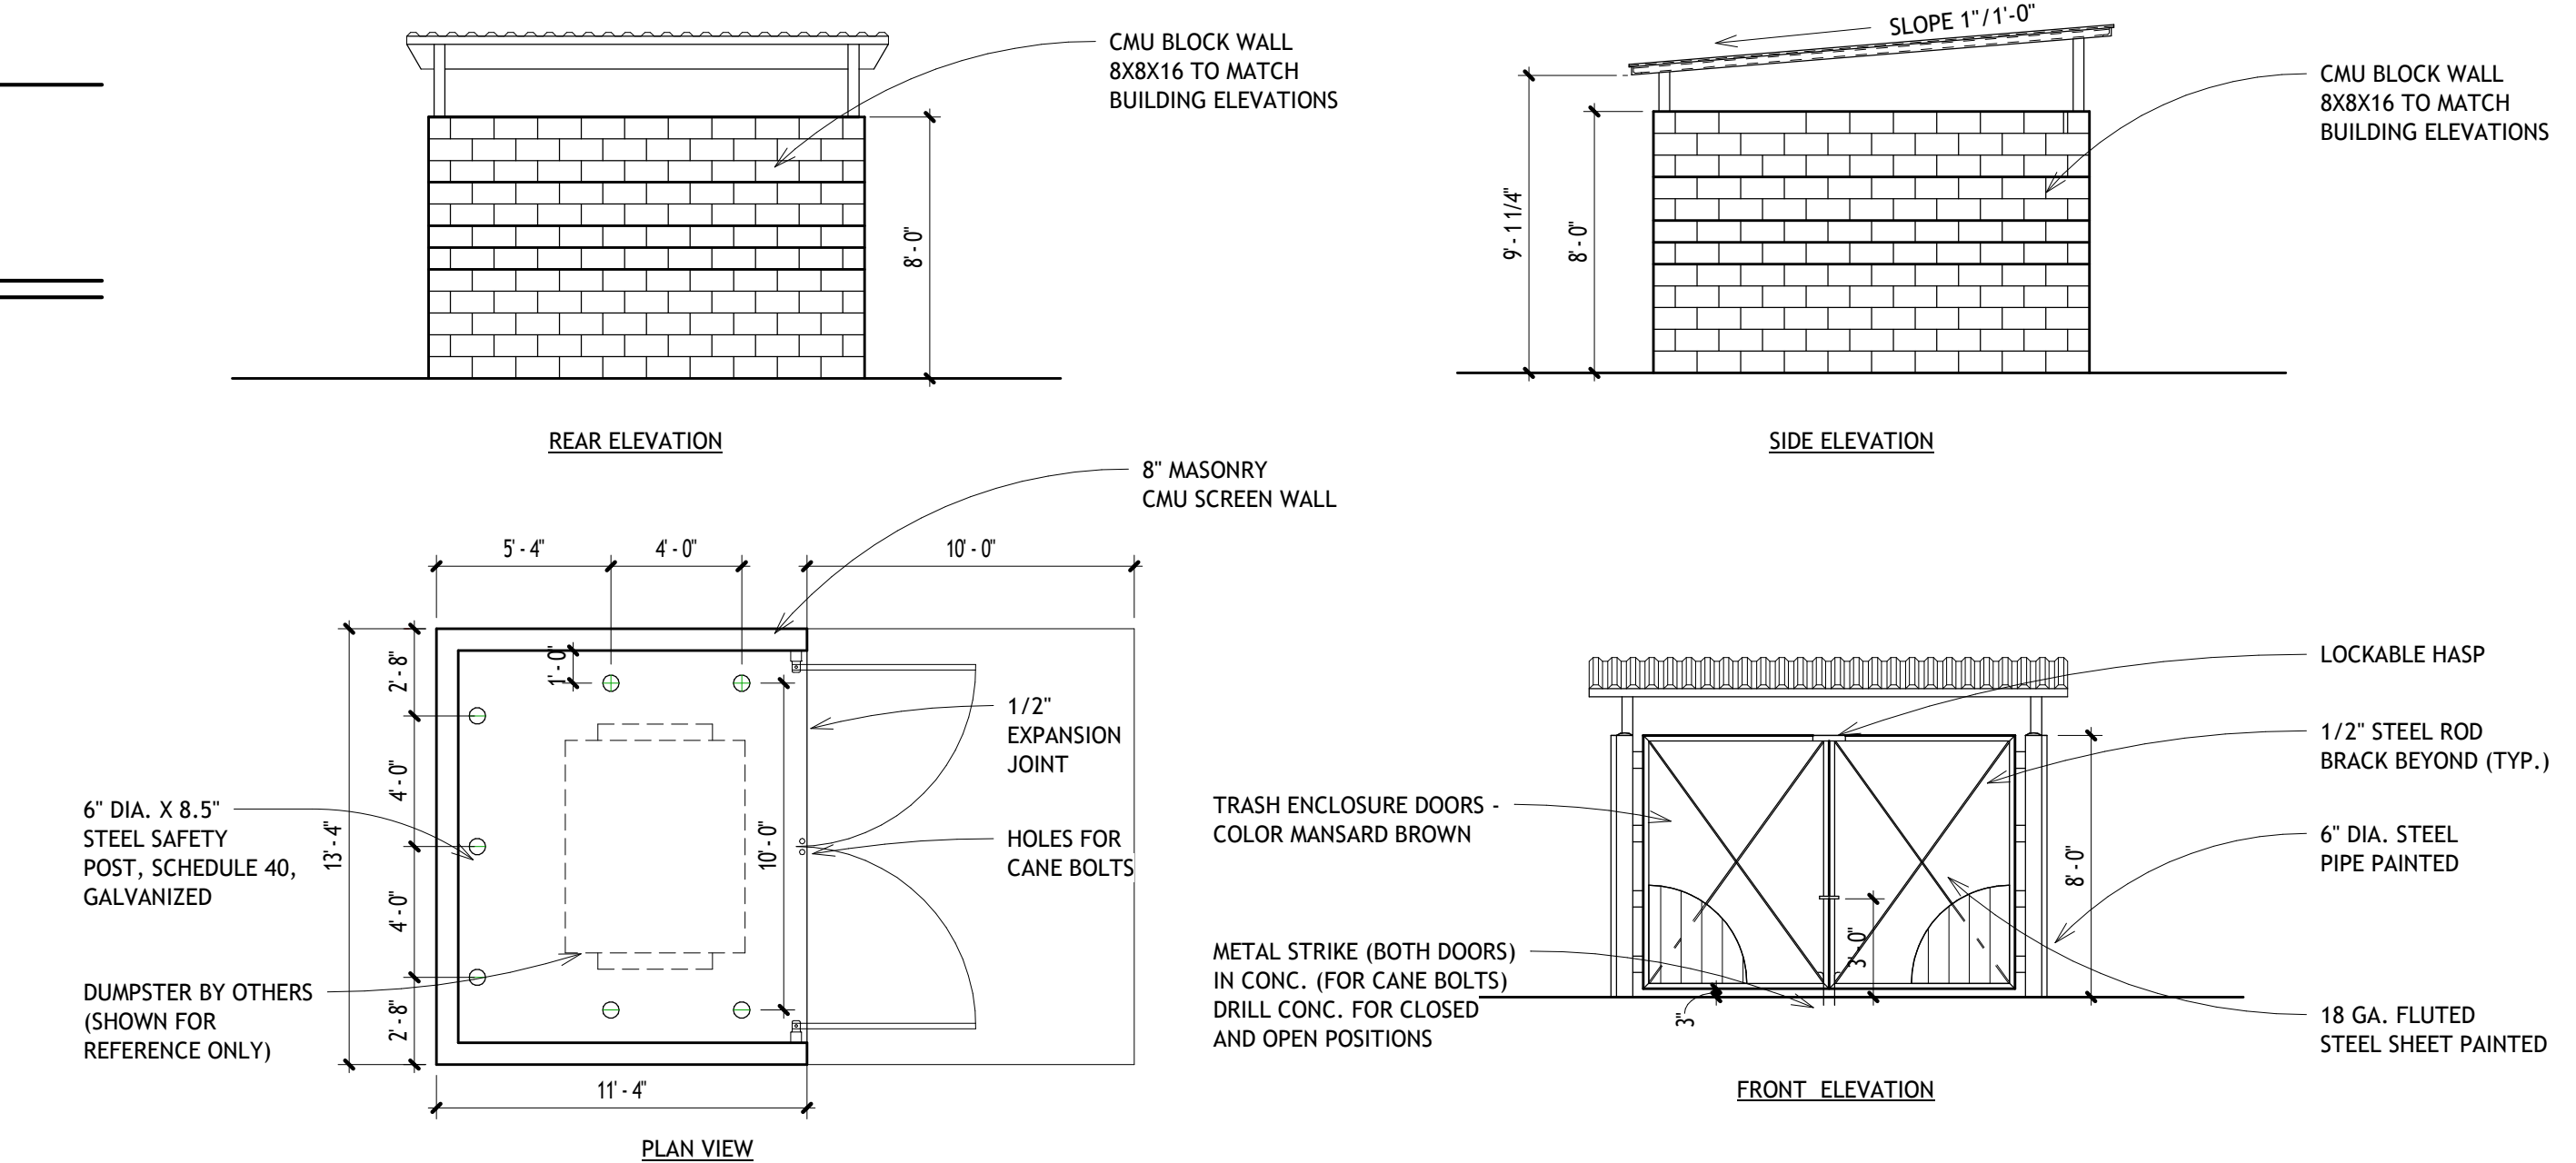 SLOPE 1"/1'-0"
CMU BLOCK WALL
8X8X16 TO MATCH
BUILDING ELEVATIONS
8' - 0"
REAR ELEVATION
CMU BLOCK WALL
8X8X16 TO MATCH
BUILDING ELEVATIONS
9' - 1 1/4"
8' - 0"
SIDE ELEVATION
8" MASONRY
CMU SCREEN WALL
5' - 4"
4' - 0"
10' - 0"
13' - 4"
2' - 8"
4' - 0"
4' - 0"
2' - 8"
1' - 0"
10' - 0"
11' - 4"
1/2"
EXPANSION
JOINT
HOLES FOR
CANE BOLTS
6" DIA. X 8.5"
STEEL SAFETY
POST, SCHEDULE 40,
GALVANIZED
DUMPSTER BY OTHERS
(SHOWN FOR
REFERENCE ONLY)
PLAN VIEW
LOCKABLE HASP
1/2" STEEL ROD
BRACK BEYOND (TYP.)
TRASH ENCLOSURE DOORS -
COLOR MANSARD BROWN
6" DIA. STEEL
PIPE PAINTED
8' - 0"
3' - 0"
3"
METAL STRIKE (BOTH DOORS)
IN CONC. (FOR CANE BOLTS)
DRILL CONC. FOR CLOSED
AND OPEN POSITIONS
18 GA. FLUTED
STEEL SHEET PAINTED
FRONT ELEVATION